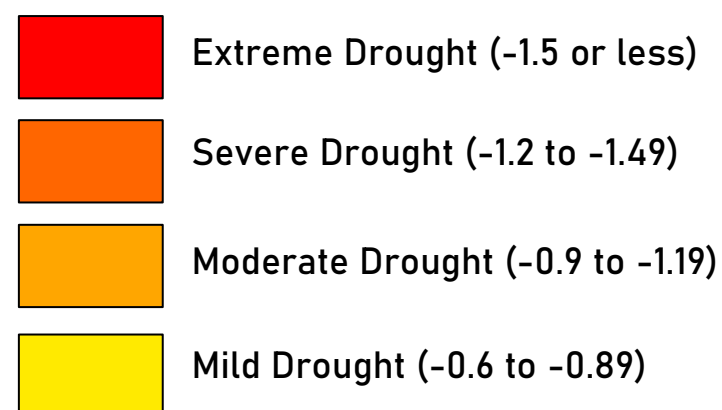 Extreme Drought (-1.5 or less)
Severe Drought (-1.2 to -1.49)
Moderate Drought (-0.9 to -1.19)
Mild Drought (-0.6 to -0.89)